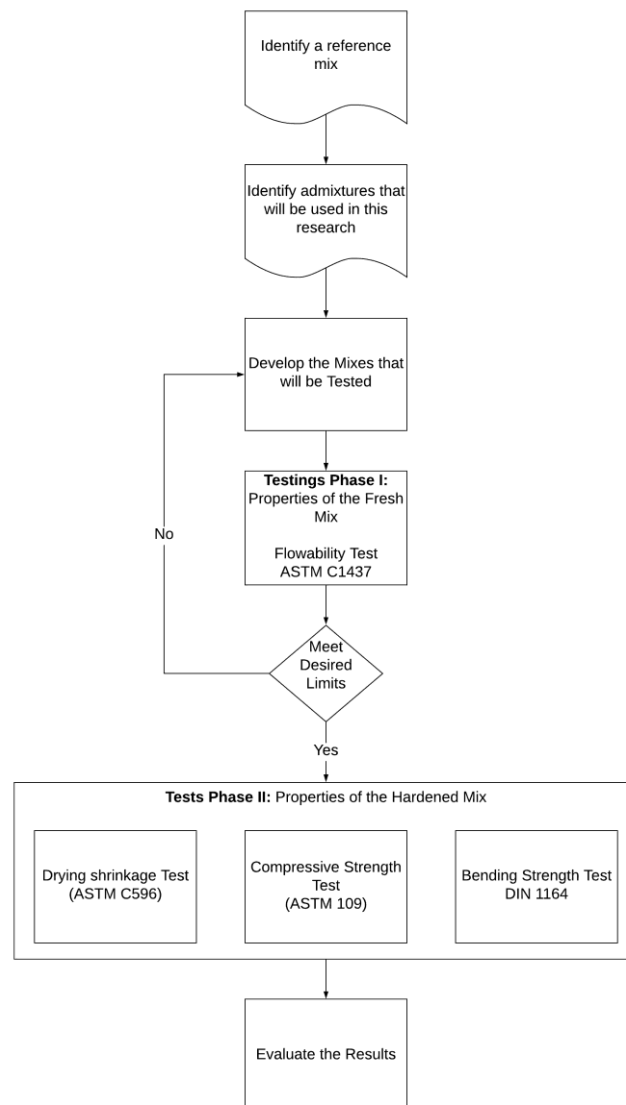 Identify a reference
mix
Identify admixtures that
will be used in this
research
Develop the Mixes that
will be Tested
Testings Phase I:
Properties of the Fresh
Mix
Flowability Test
ASTM C1437
No
Meet
Desired
Limits
Yes
Tests Phase II: Properties of the Hardened Mix
Drying shrinkage Test
(ASTM C596)
Compressive Strength
Test
(ASTM 109)
Bending Strength Test
DIN 1164
Evaluate the Results